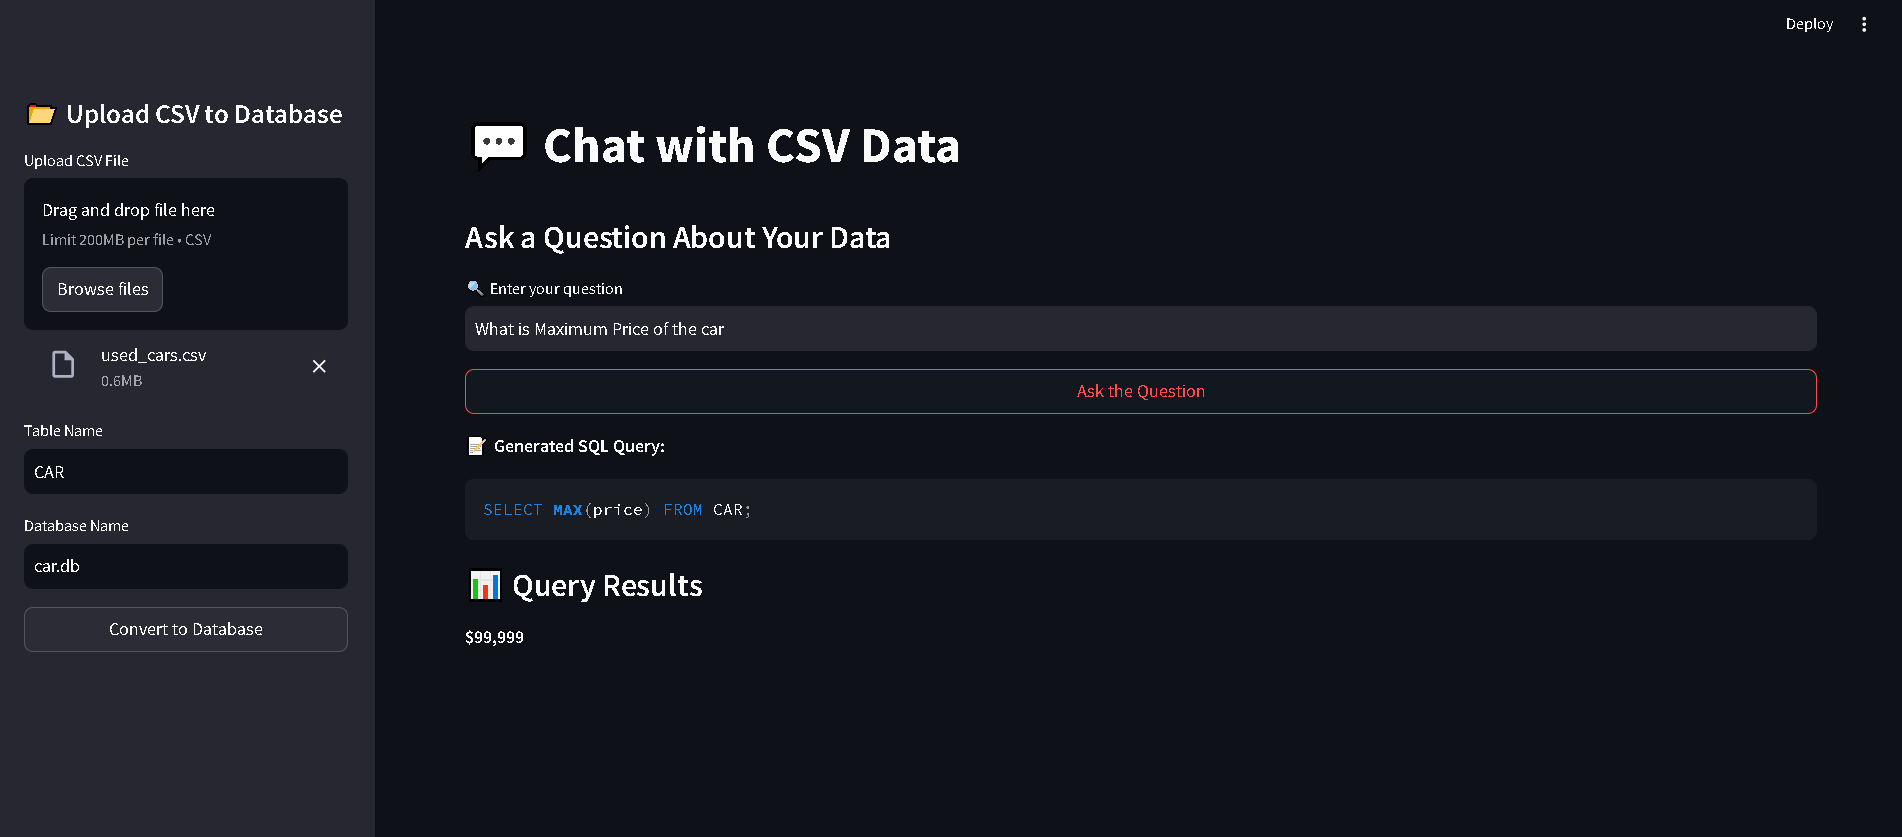 Deploy
Upload CSV to Database
Upload CSV File
Drag and drop file here
Limit 200MB per file • CSV
Browse files
used_cars.csv
0.6MB
Table Name
CAR
Database Name
car.db
Convert to Database
Chat with CSV Data
Ask a Question About Your Data
Enter your question
What is Maximum Price of the car
Ask the Question
Generated SQL Query:
SELECT MAX(price) FROM CAR;
Query Results
$99,999